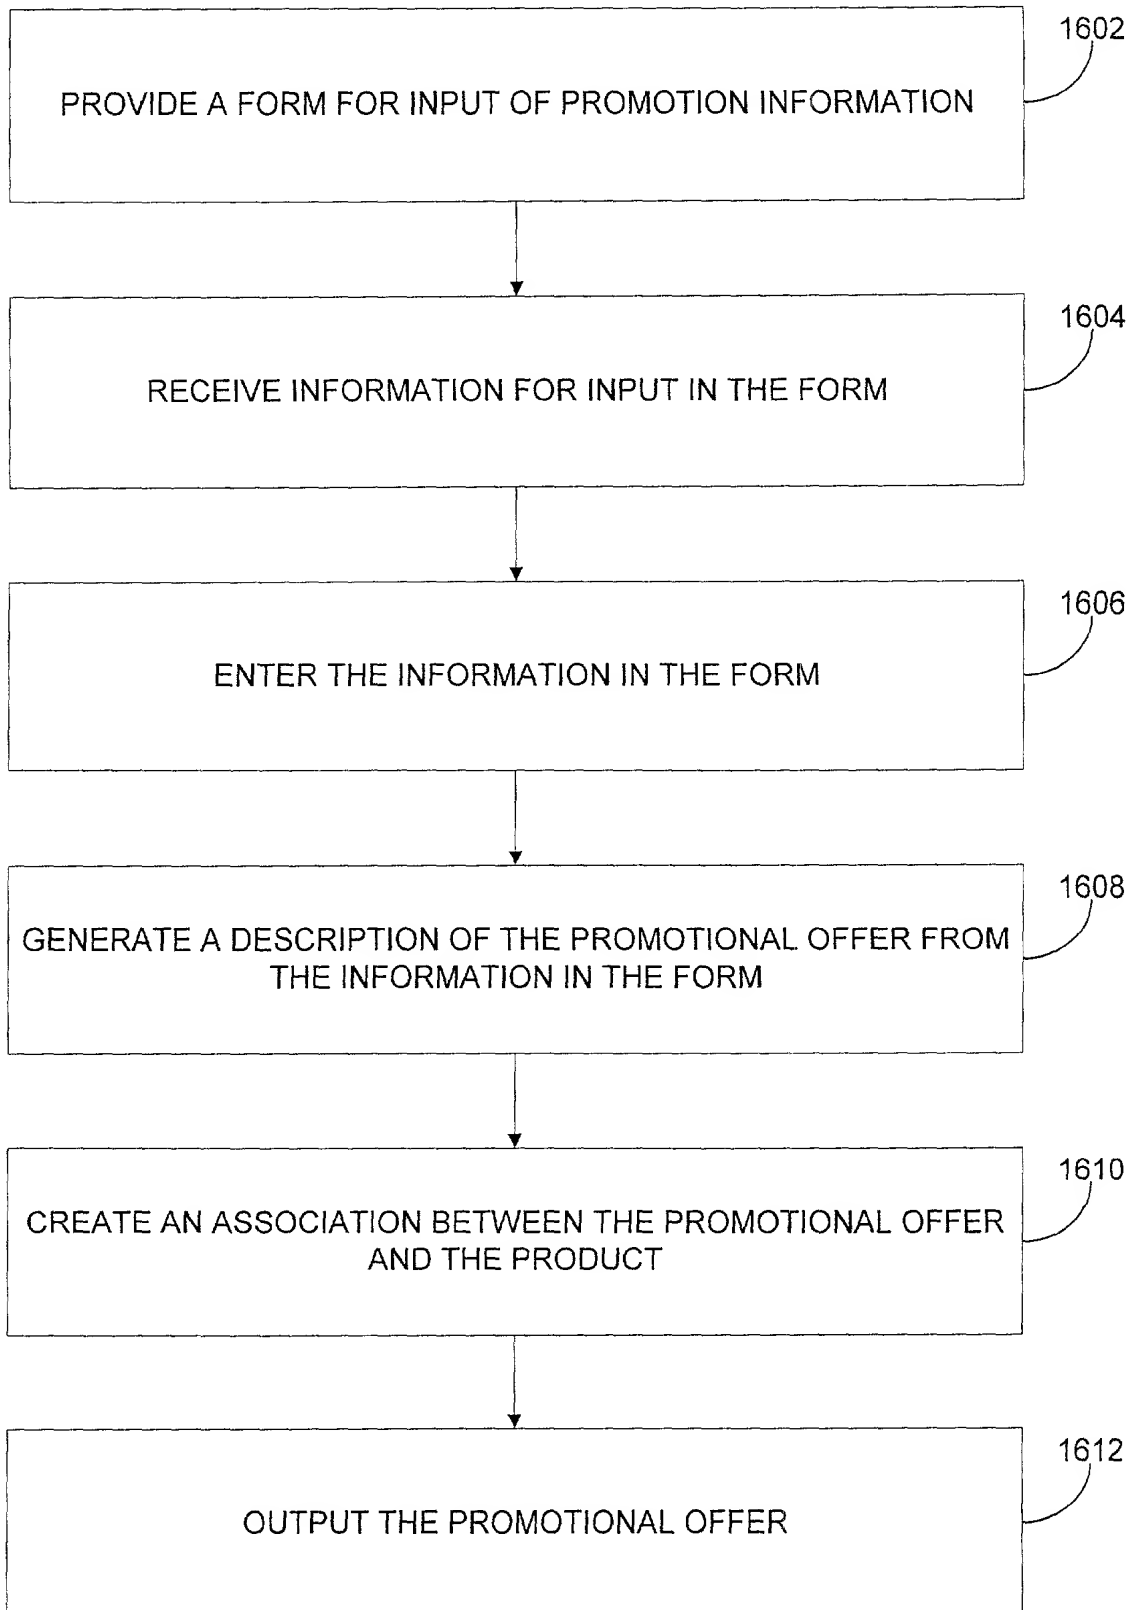 1602
PROVIDE A FORM FOR INPUT OF PROMOTION INFORMATION
1604
RECEIVE INFORMATION FOR INPUT IN THE FORM
1606
ENTER THE INFORMATION IN THE FORM
1608
GENERATE A DESCRIPTION OF THE PROMOTIONAL OFFER FROM
THE INFORMATION IN THE FORM
1610
CREATE AN ASSOCIATION BETWEEN THE PROMOTIONAL OFFER
AND THE PRODUCT
1612
OUTPUT THE PROMOTIONAL OFFER